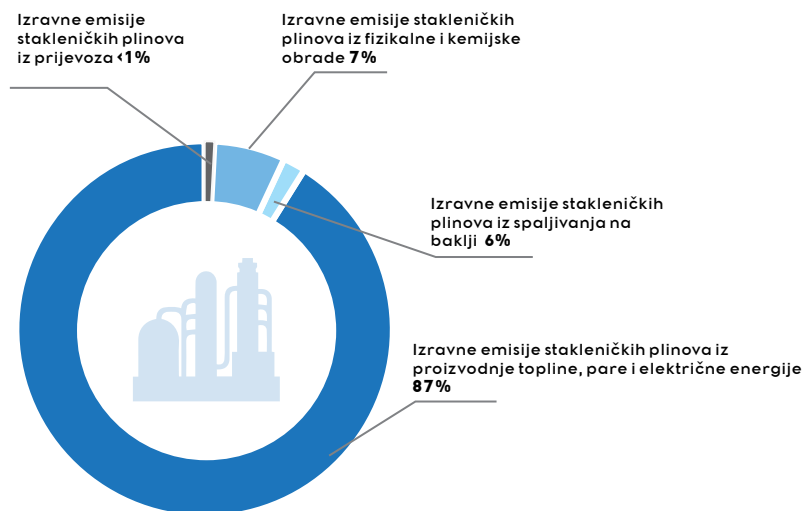 Izravne emisije
stakleničkih plinova
iz prijevoza <1%
Izravne emisije stakleničkih
plinova iz fizikalne i kemijske
obrade 7%
Izravne emisije stakleničkih
plinova iz spaljivanja na
baklji 6%
Izravne emisije stakleničkih plinova iz
proizvodnje topline, pare i električne energije
87%